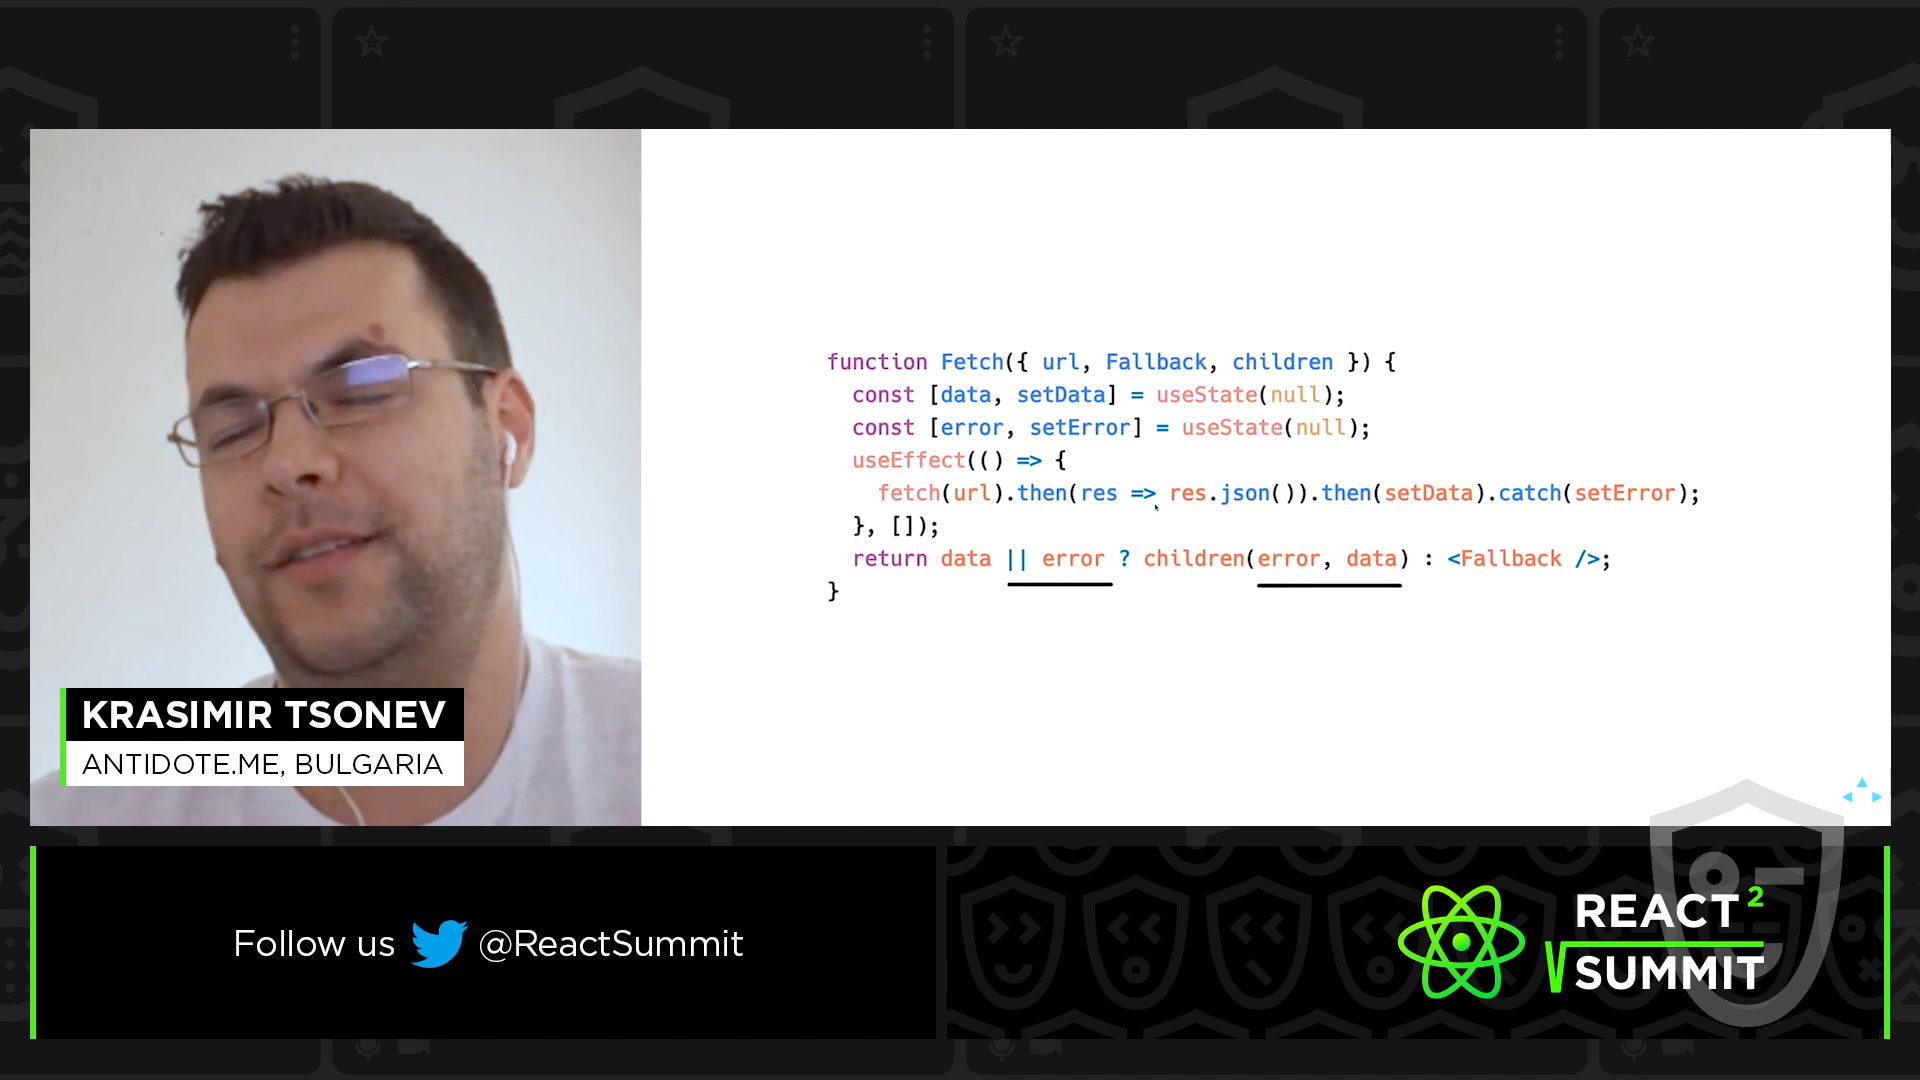 function Fetch({ url, Fallback, children }) {
  const [data, setData] = useState(null);
  const [error, setError] = useState(null);
  useEffect(() => {
    fetch(url).then(res => res.json()).then(setData).catch(setError);
  }, []);
  return data || error ? children(error, data) : <Fallback />;
}
KRASIMIR TSONEV
ANTIDOTE.ME, BULGARIA
Follow us @ReactSummit
REACT 2
SUMMIT